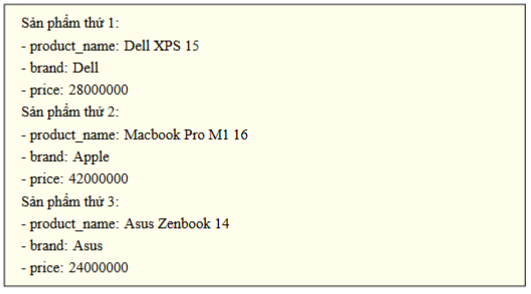 Sản phẩm thứ 1:
- product_name: Dell XPS 15
- brand: Dell
- price: 28000000
Sản phẩm thứ 2:
- product_name: Macbook Pro M1 16
- brand: Apple
- price: 42000000
Sản phẩm thứ 3:
- product_name: Asus Zenbook 14
- brand: Asus
- price: 24000000